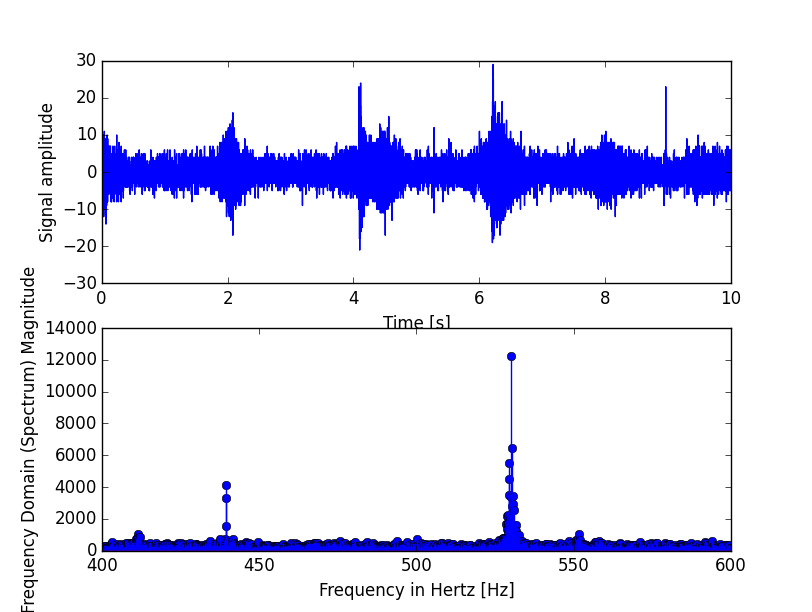 30
20
10
0
−10
−20
−30
Signal amplitude
0 2 4 6 8 10
Time [s]
14000
12000
10000
8000
6000
4000
2000
0
Frequency Domain (Spectrum) Magnitude
400 450 500 550 600
Frequency in Hertz [Hz]